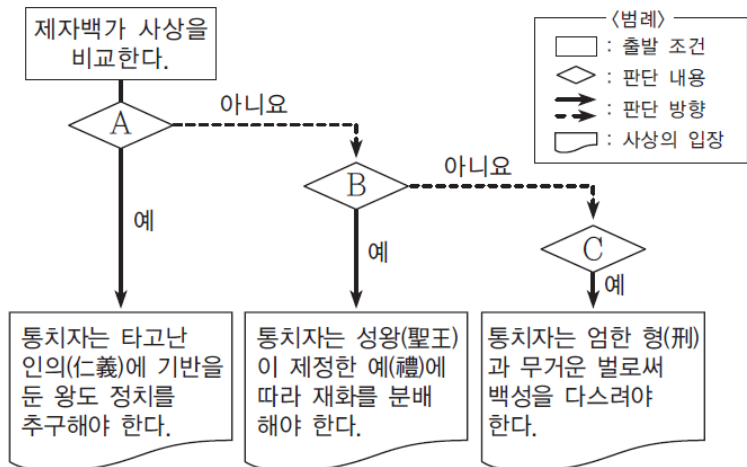 제자백가 사상을
비교한다.
〈범례〉
: 출발 조건
: 판단 내용
: 판단 방향
: 사상의 입장
A
아니요
B
아니요
C
예
예
예
통치자는 타고난
인의(仁義)에 기반을
둔 왕도 정치를
추구해야 한다.
통치자는 성왕(聖王)
이 제정한 예(禮)에
따라 재화를 분배
해야 한다.
통치자는 엄한 형(刑)
과 무거운 벌로써
백성을 다스려야
한다.